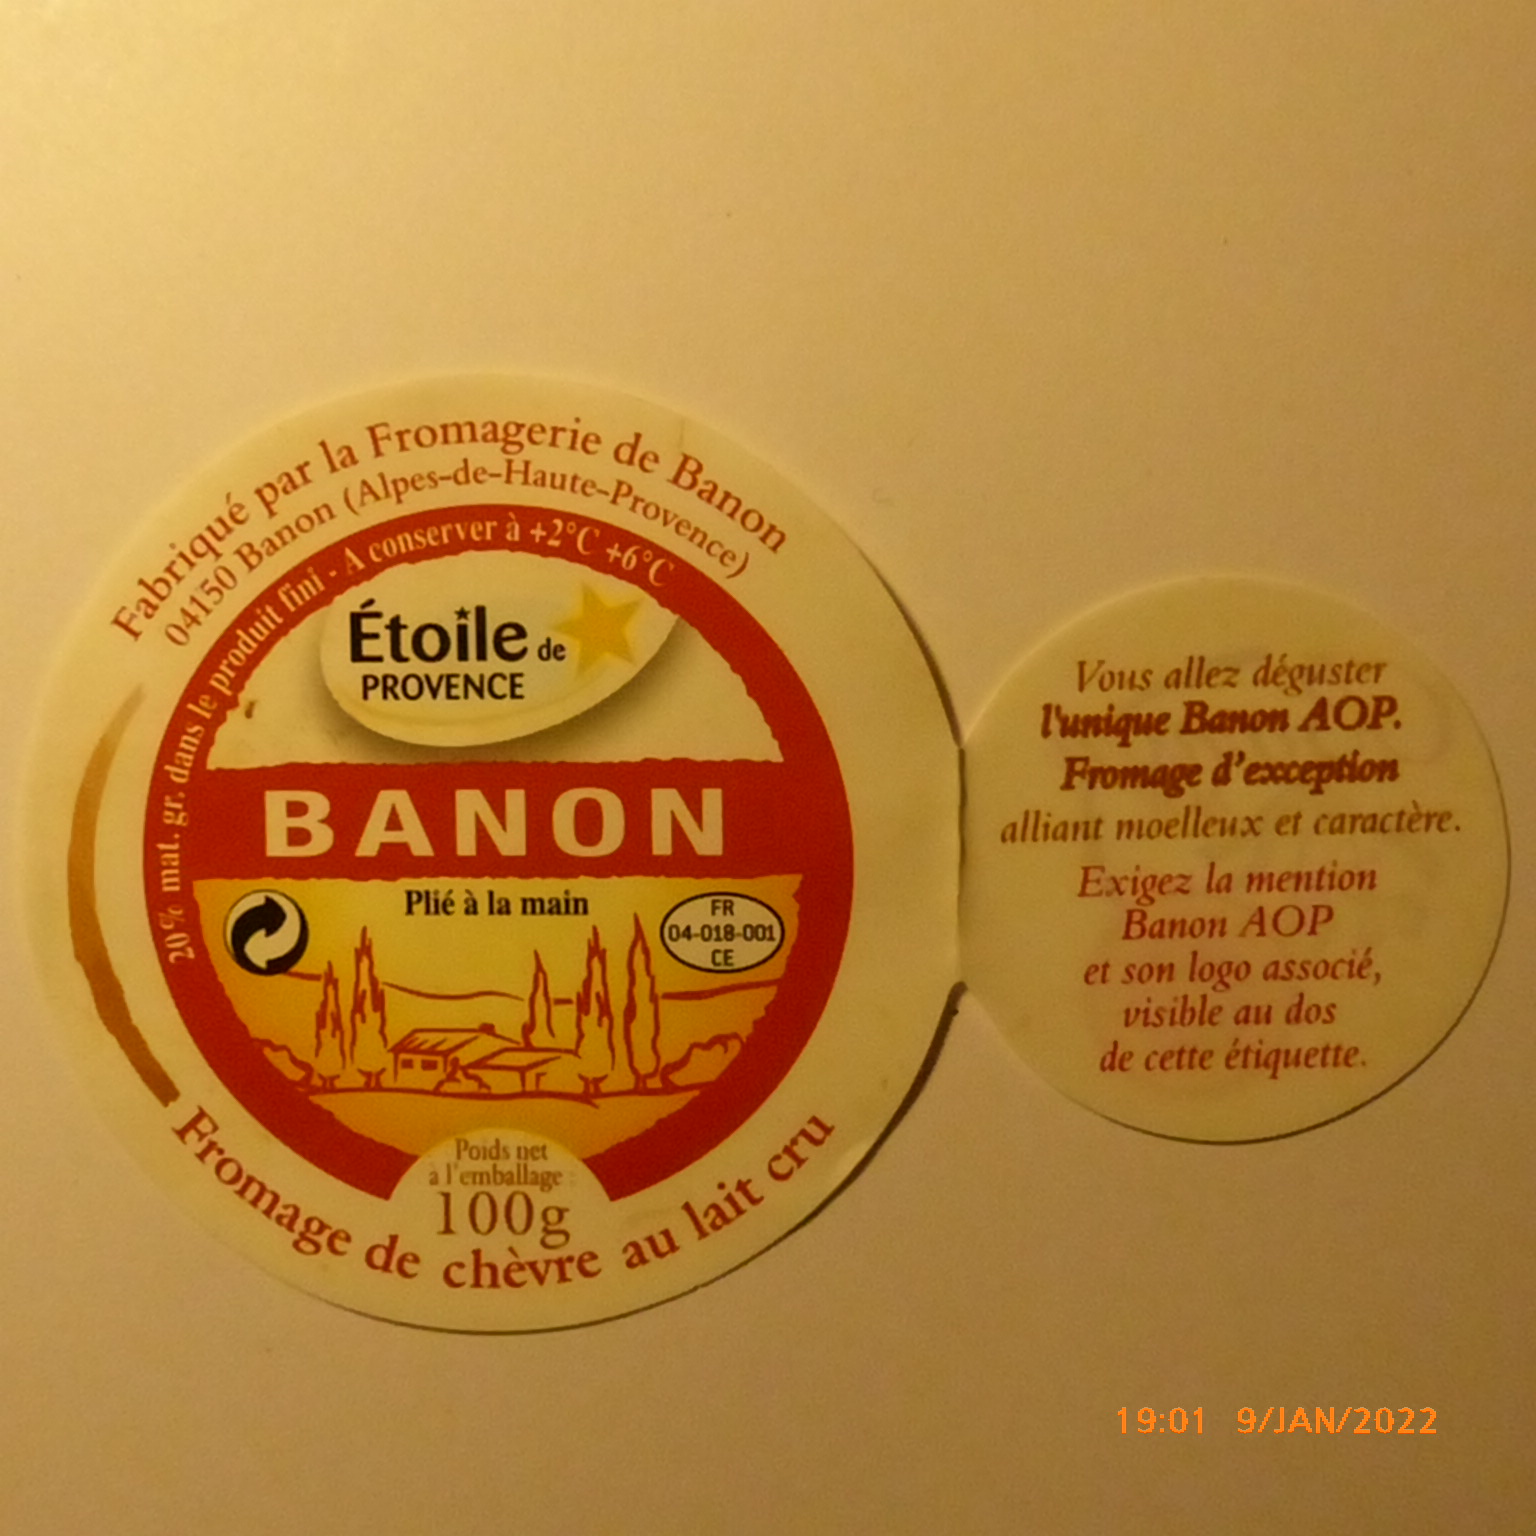 Fabriqué par la Fromagerie de Banon
04150 Banon (Alpes-de-Haute-Provence)
20% mat. gr. dans le produit fini - A conserver à +2°C +6°C
Étoile de
PROVENCE
BANON
Plié à la main
FR
04-018-001
CE
Poids net
à l'emballage :
100g
Fromage de chèvre au lait cru
Vous allez déguster
l'unique Banon AOP.
Fromage d'exception
alliant moelleux et caractère.
Exigez la mention
Banon AOP
et son logo associé,
visible au dos
de cette étiquette.
19:01 9/JAN/2022